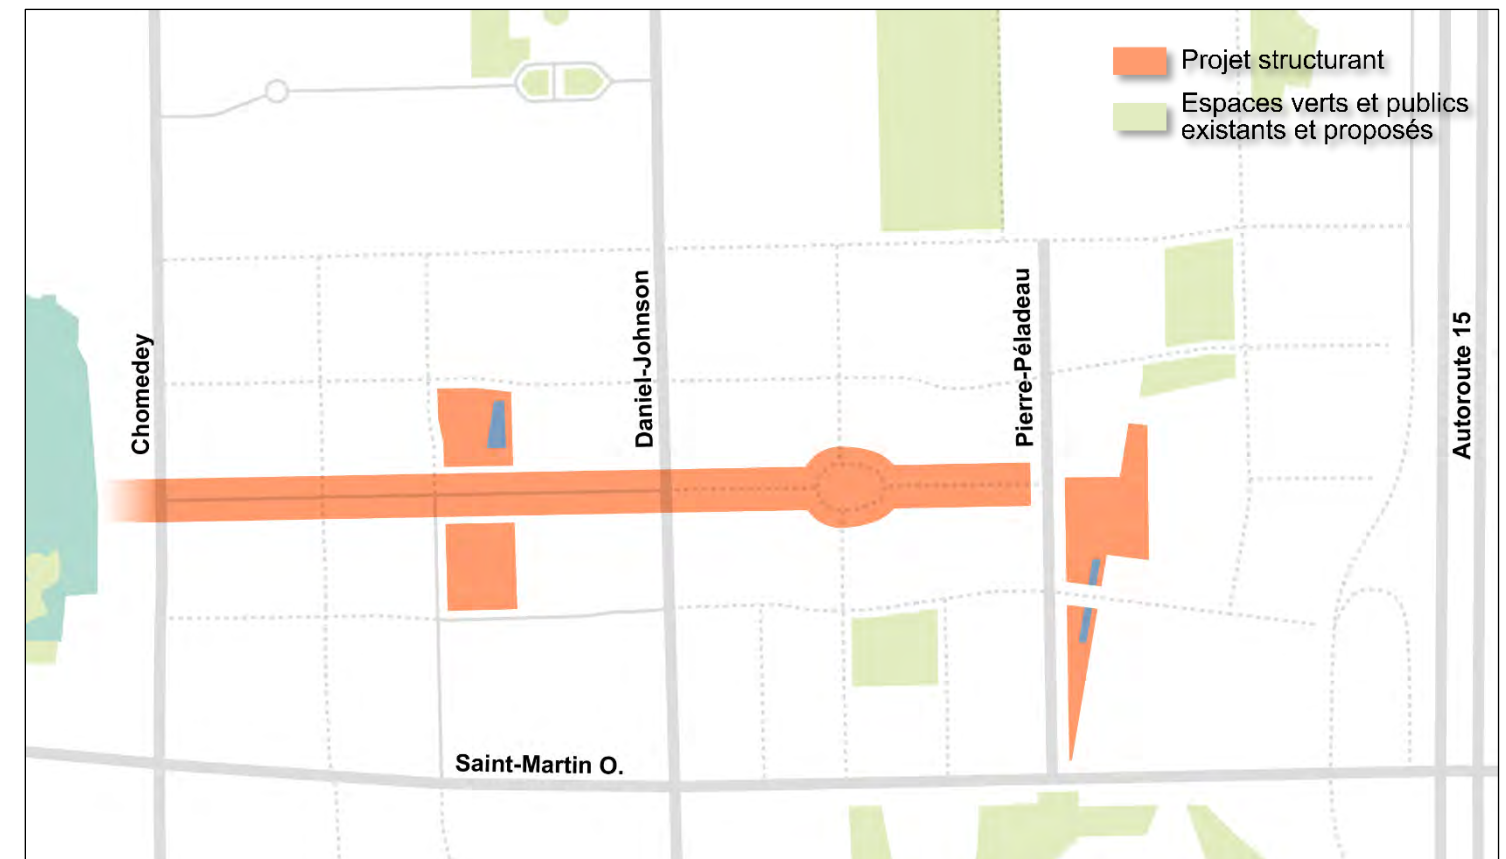 Projet structurant
Espaces verts et publics
existants et proposés
Chomedey
Daniel-Johnson
Pierre-Péladeau
Autoroute 15
Saint-Martin O.